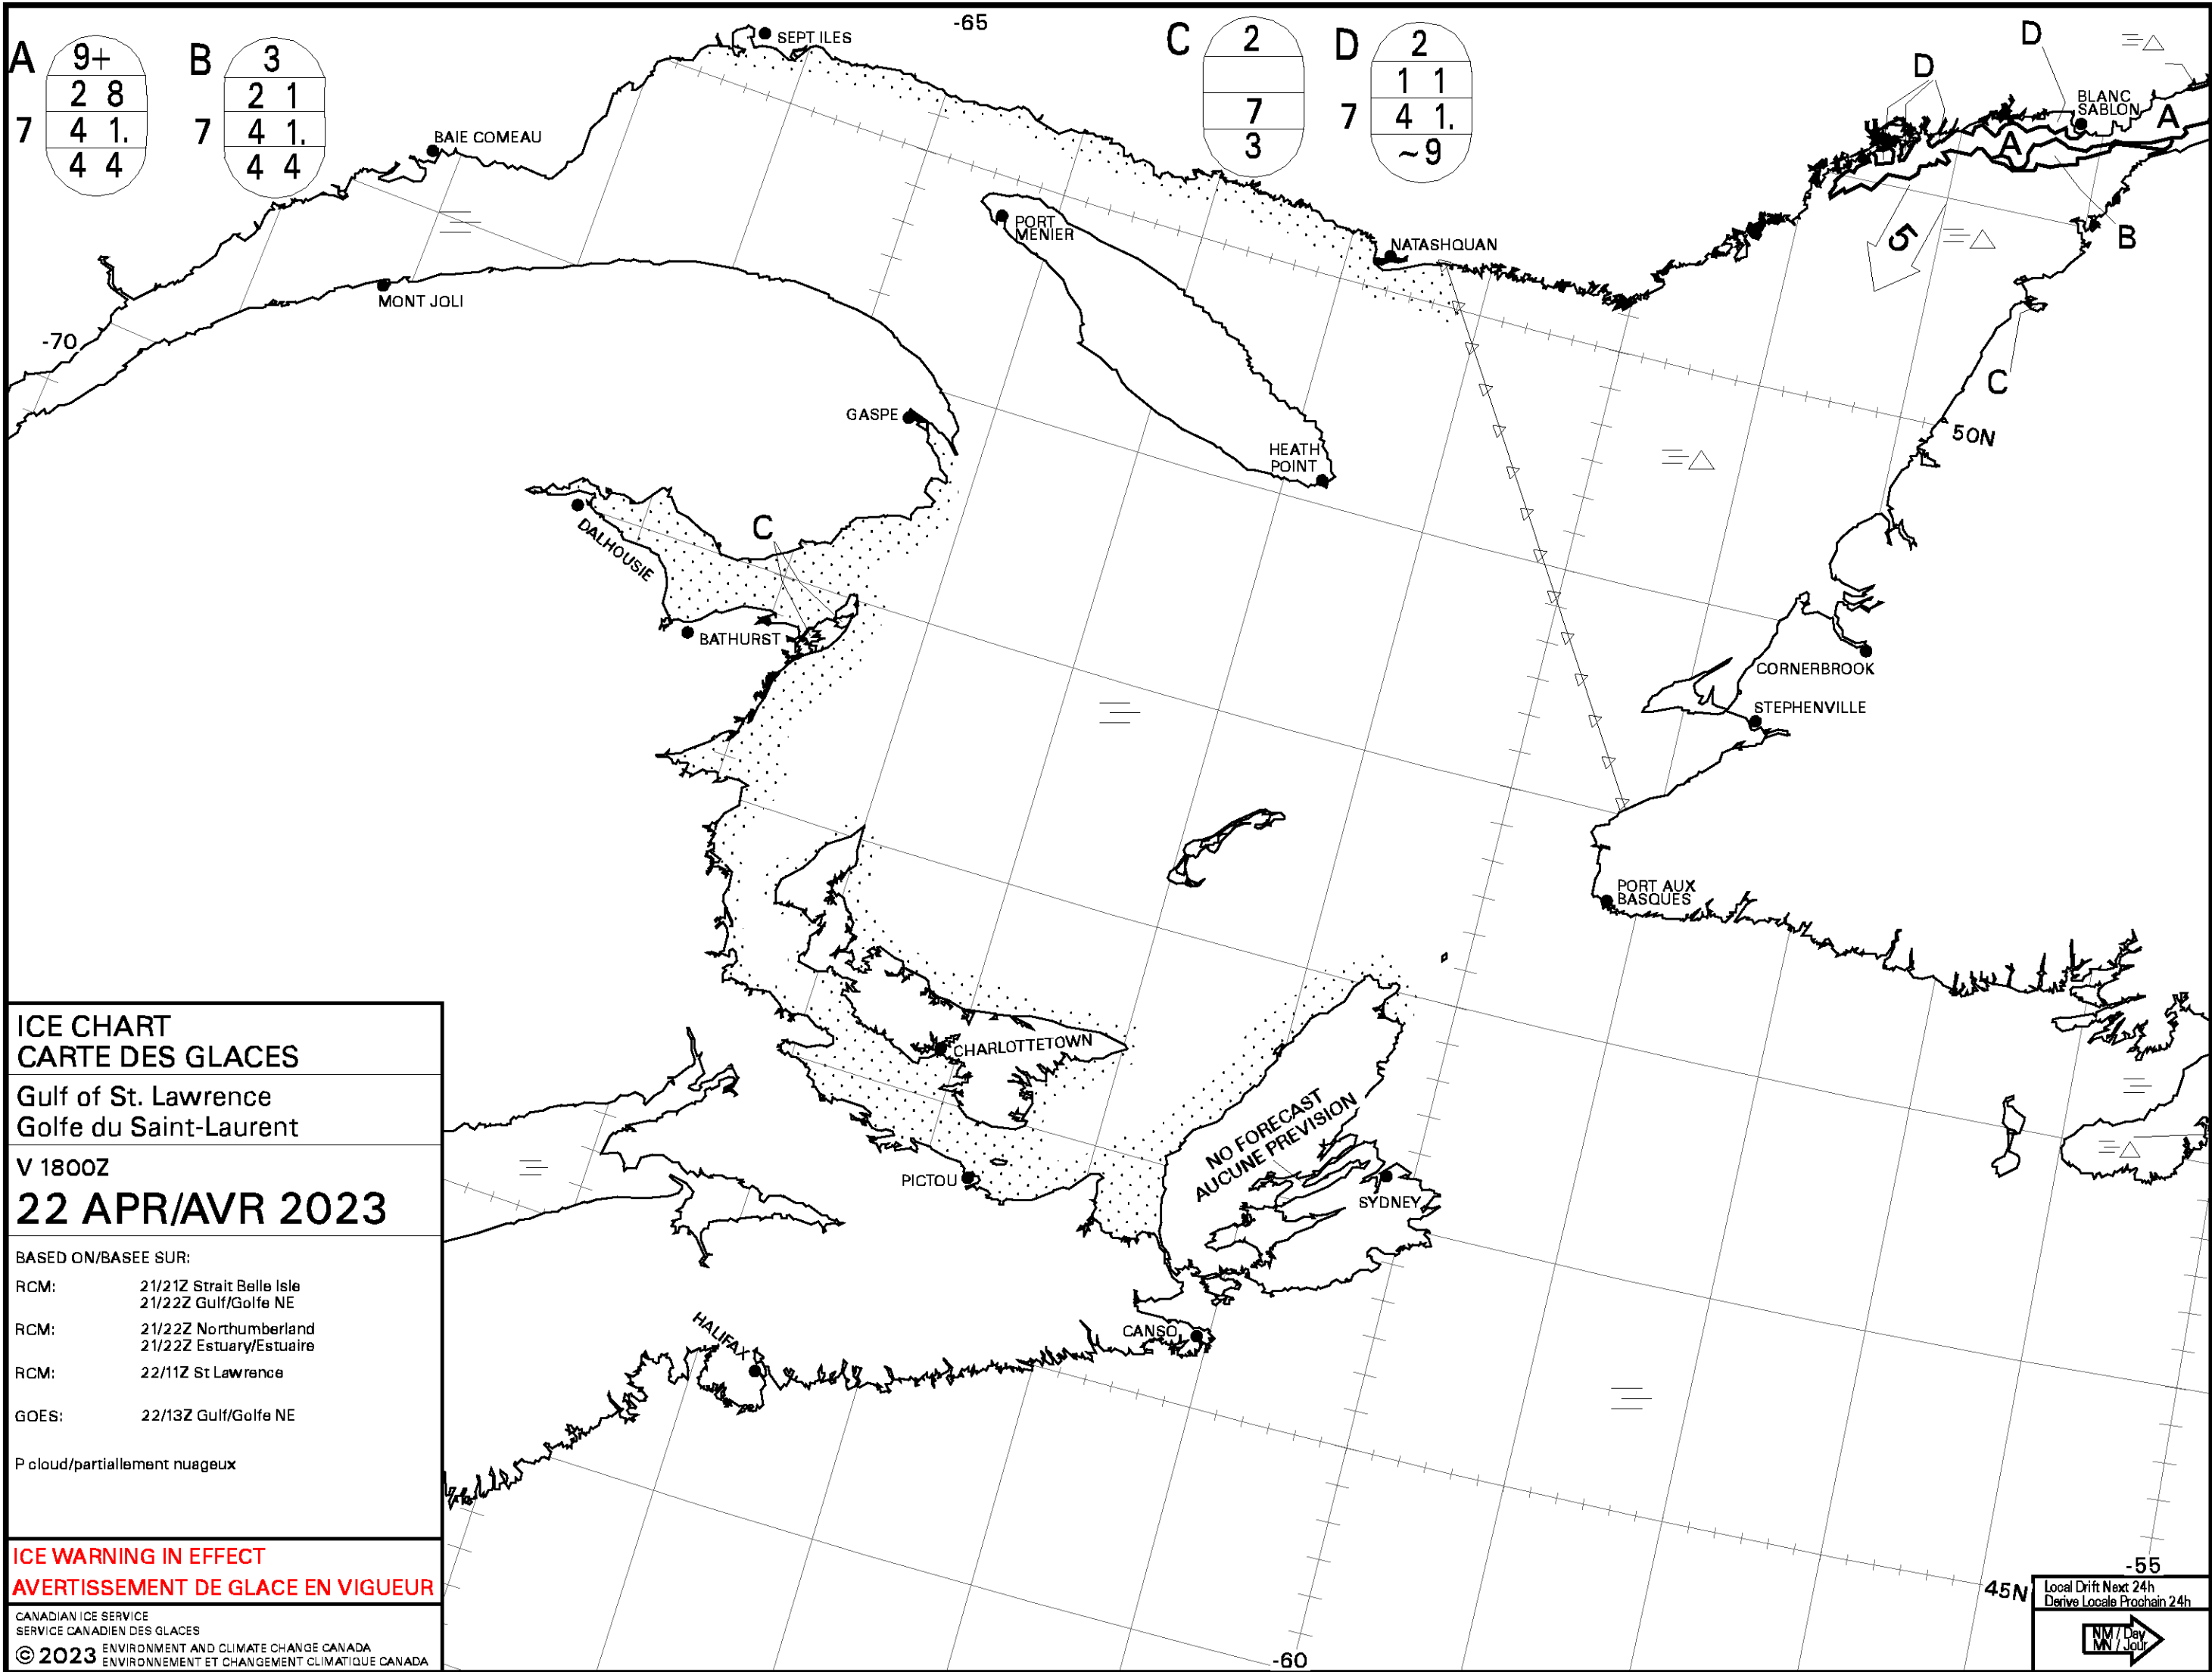 -65
A
9+
2 8
7 4 1.
4 4
B
3
2 1
7 4 1.
4 4
C
2
7
3
D
2
1 1
7 4 1.
~9
D
D
SEPT ILES
BAIE COMEAU
BLANC
SABLON
A
A
B
5
PORT
MENIER
NATASHQUAN
MONT JOLI
-70
C
50N
GASPE
HEATH
POINT
DALHOUSIE
C
BATHURST
CORNERBROOK
STEPHENVILLE
PORT AUX
BASQUES
CHARLOTTETOWN
NO FORECAST
AUCUNE PREVISION
PICTOU
SYDNEY
HALIFAX
CANSO
ICE CHART
CARTE DES GLACES
Gulf of St. Lawrence
Golfe du Saint-Laurent
V 1800Z
22 APR/AVR 2023
BASED ON/BASEE SUR:
RCM: 21/21Z Strait Belle Isle
21/22Z Gulf/Golfe NE
RCM: 21/22Z Northumberland
21/22Z Estuary/Estuaire
RCM: 22/11Z St Lawrence
GOES: 22/13Z Gulf/Golfe NE
P cloud/partiallement nuageux
ICE WARNING IN EFFECT
AVERTISSEMENT DE GLACE EN VIGUEUR
CANADIAN ICE SERVICE
SERVICE CANADIEN DES GLACES
© 2023 ENVIRONMENT AND CLIMATE CHANGE CANADA
ENVIRONNEMENT ET CHANGEMENT CLIMATIQUE CANADA
-60
-55
45N
Local Drift Next 24h
Derive Locale Prochain 24h
NM / Day
MN / Jour